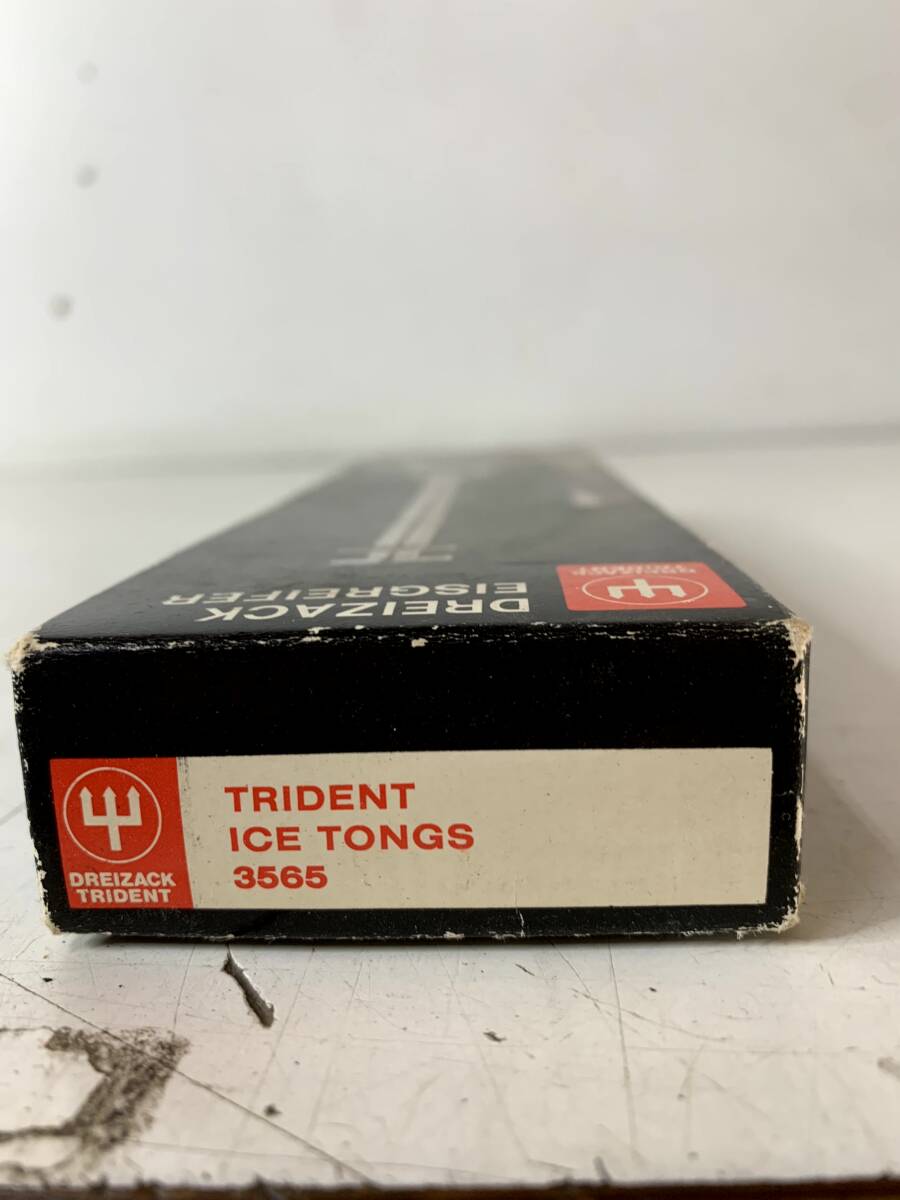 DREIZACK
EISGREIFER
TRIDENT
ICE TONGS
3565
DREIZACK
TRIDENT